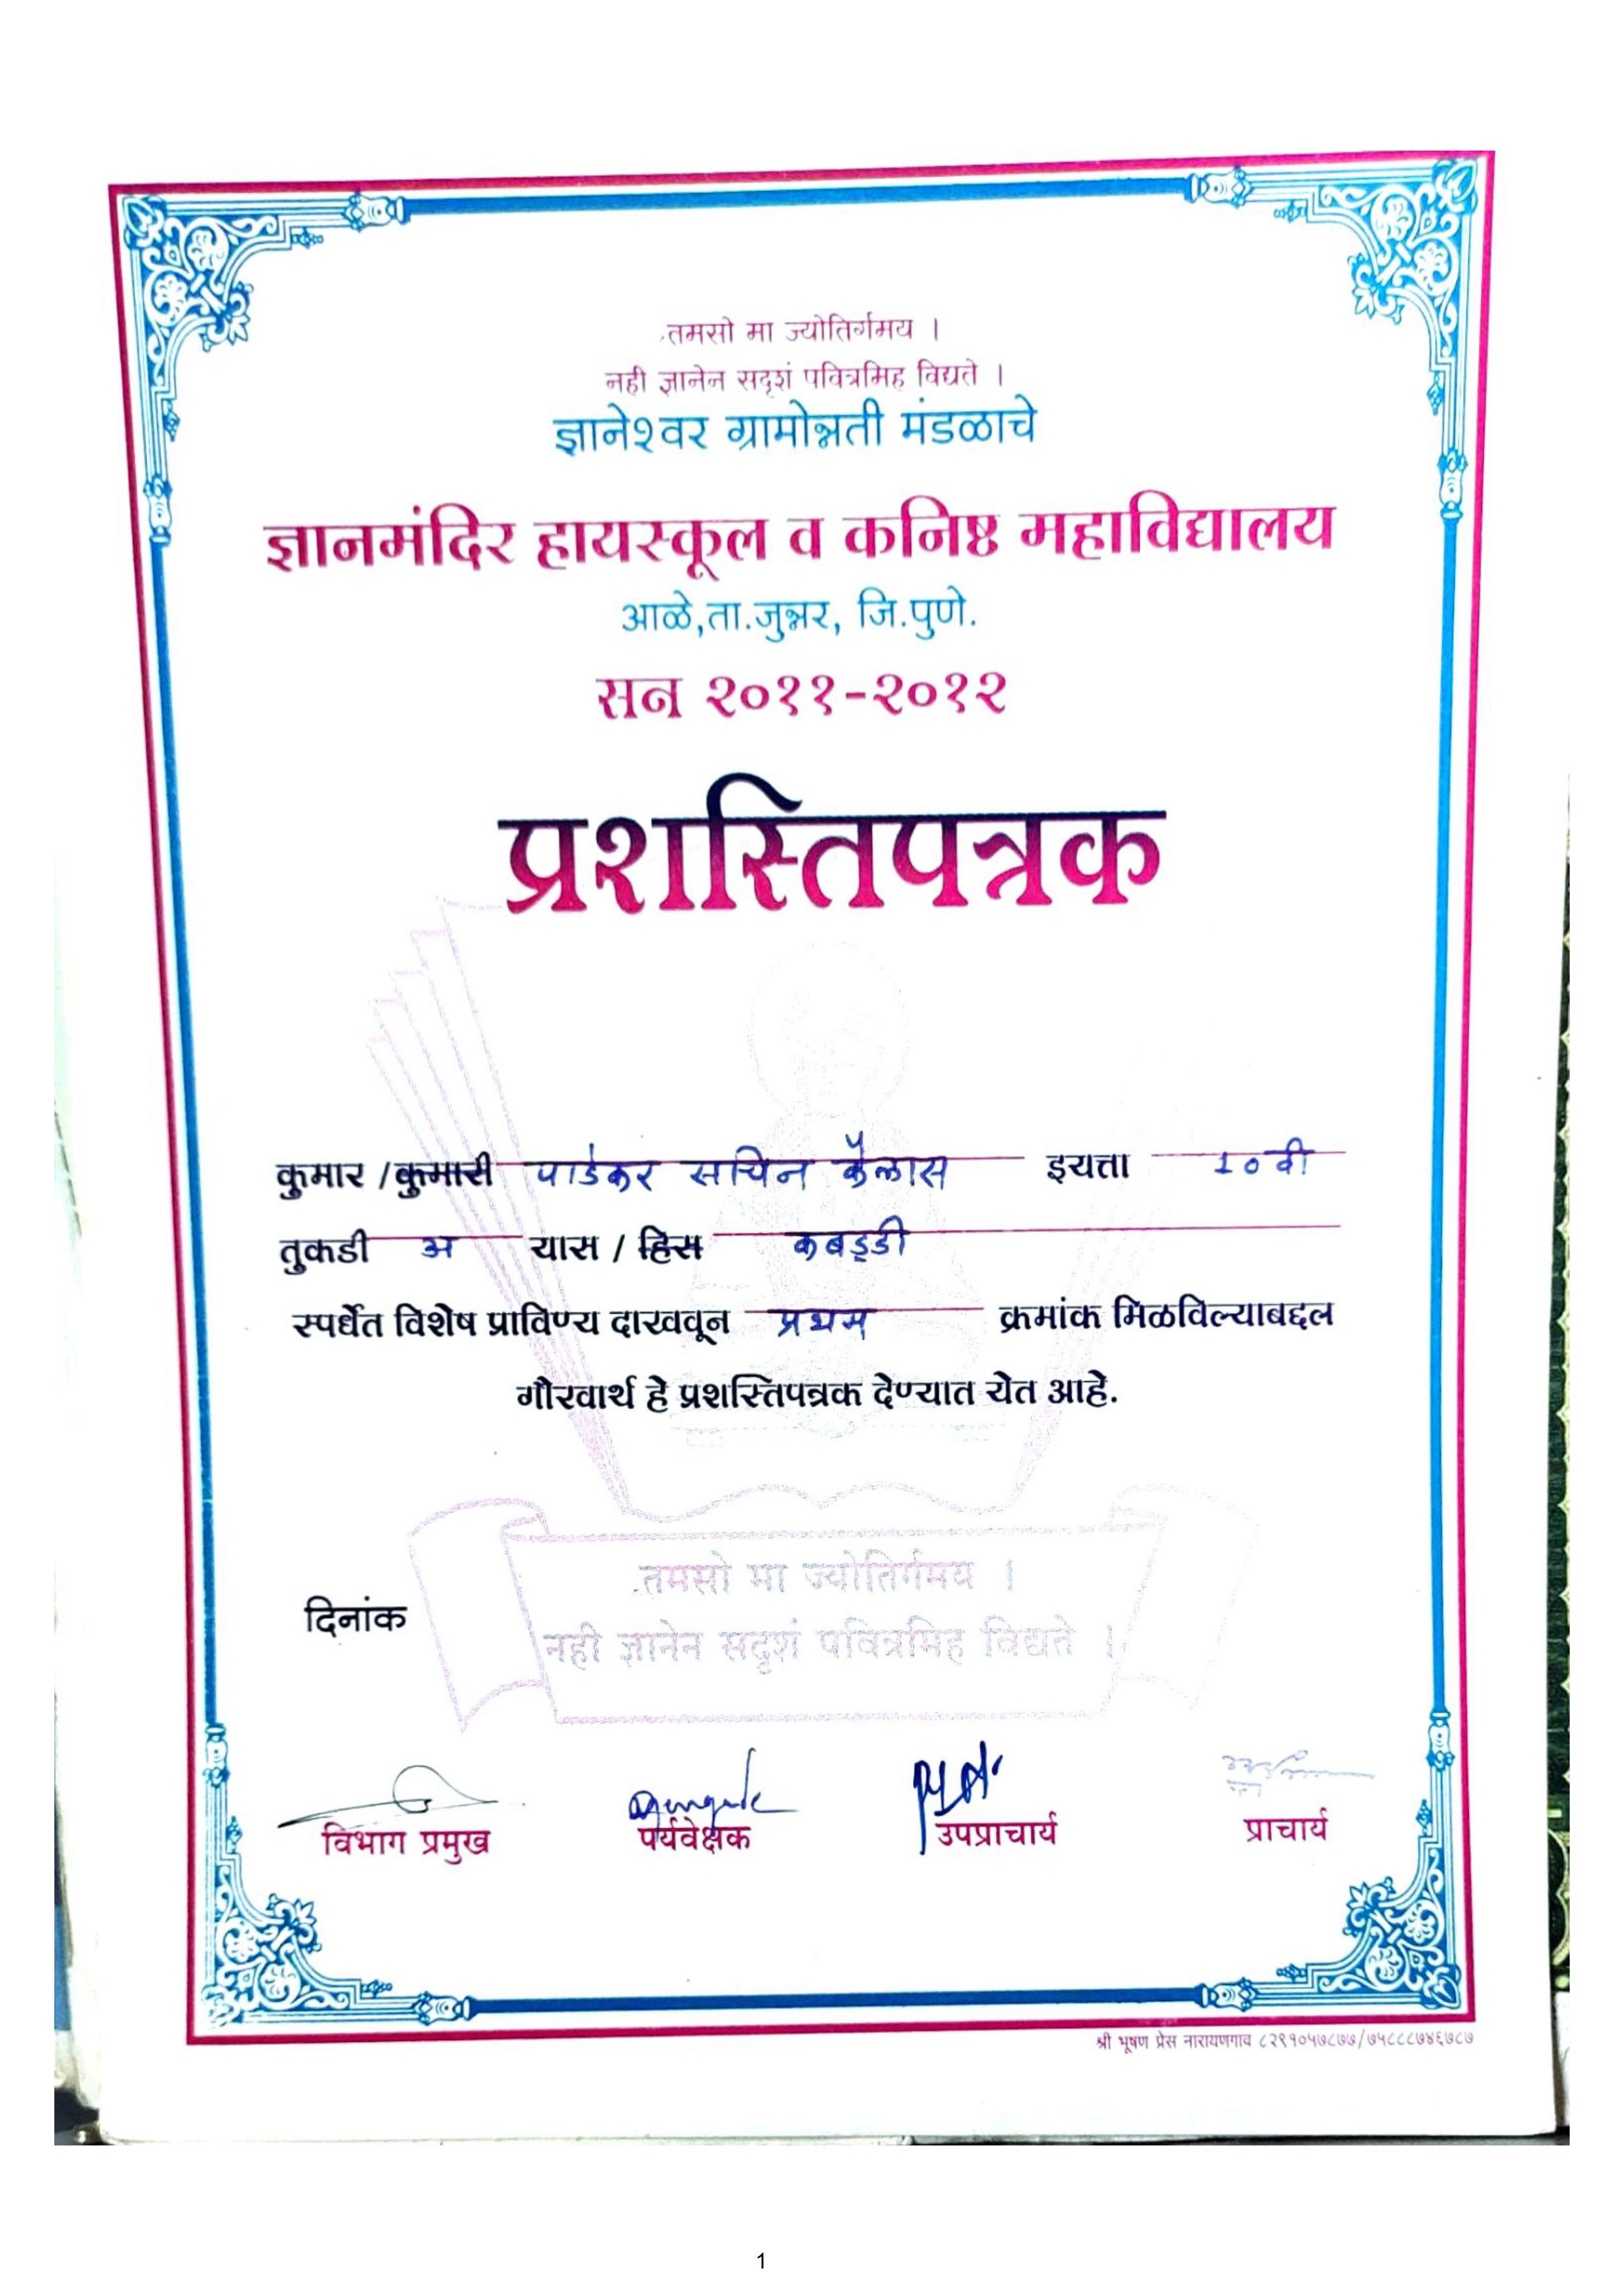 तमसो मा ज्योतिर्गमय ।
नही ज्ञानेन सदृशं पवित्रमिह विद्यते ।
ज्ञानेश्वर ग्रामोन्नती मंडळाचे
ज्ञानमंदिर हायस्कूल व कनिष्ठ महाविद्यालय
आळे,ता.जुन्नर, जि.पुणे.
सन २०११-२०१२
प्रशस्तिपत्रक
कुमार /कुमारी पाडेकर सचिन कैलास इयत्ता 10 वी
तुकडी अ यास / हिस कबड्डी
स्पर्धेत विशेष प्राविण्य दाखवून प्रथम क्रमांक मिळविल्याबद्दल
गौरवार्थ हे प्रशस्तिपत्रक देण्यात येत आहे.
तमसो मा ज्योतिर्गमय ।
दिनांक
नही ज्ञानेन सदृशं पवित्रमिह विद्यते ।
विभाग प्रमुख पर्यवेक्षक उपप्राचार्य प्राचार्य
श्री भूषण प्रेस नारायणगाव ८२९१०५७८७७/७५८८८७४६७८७
1